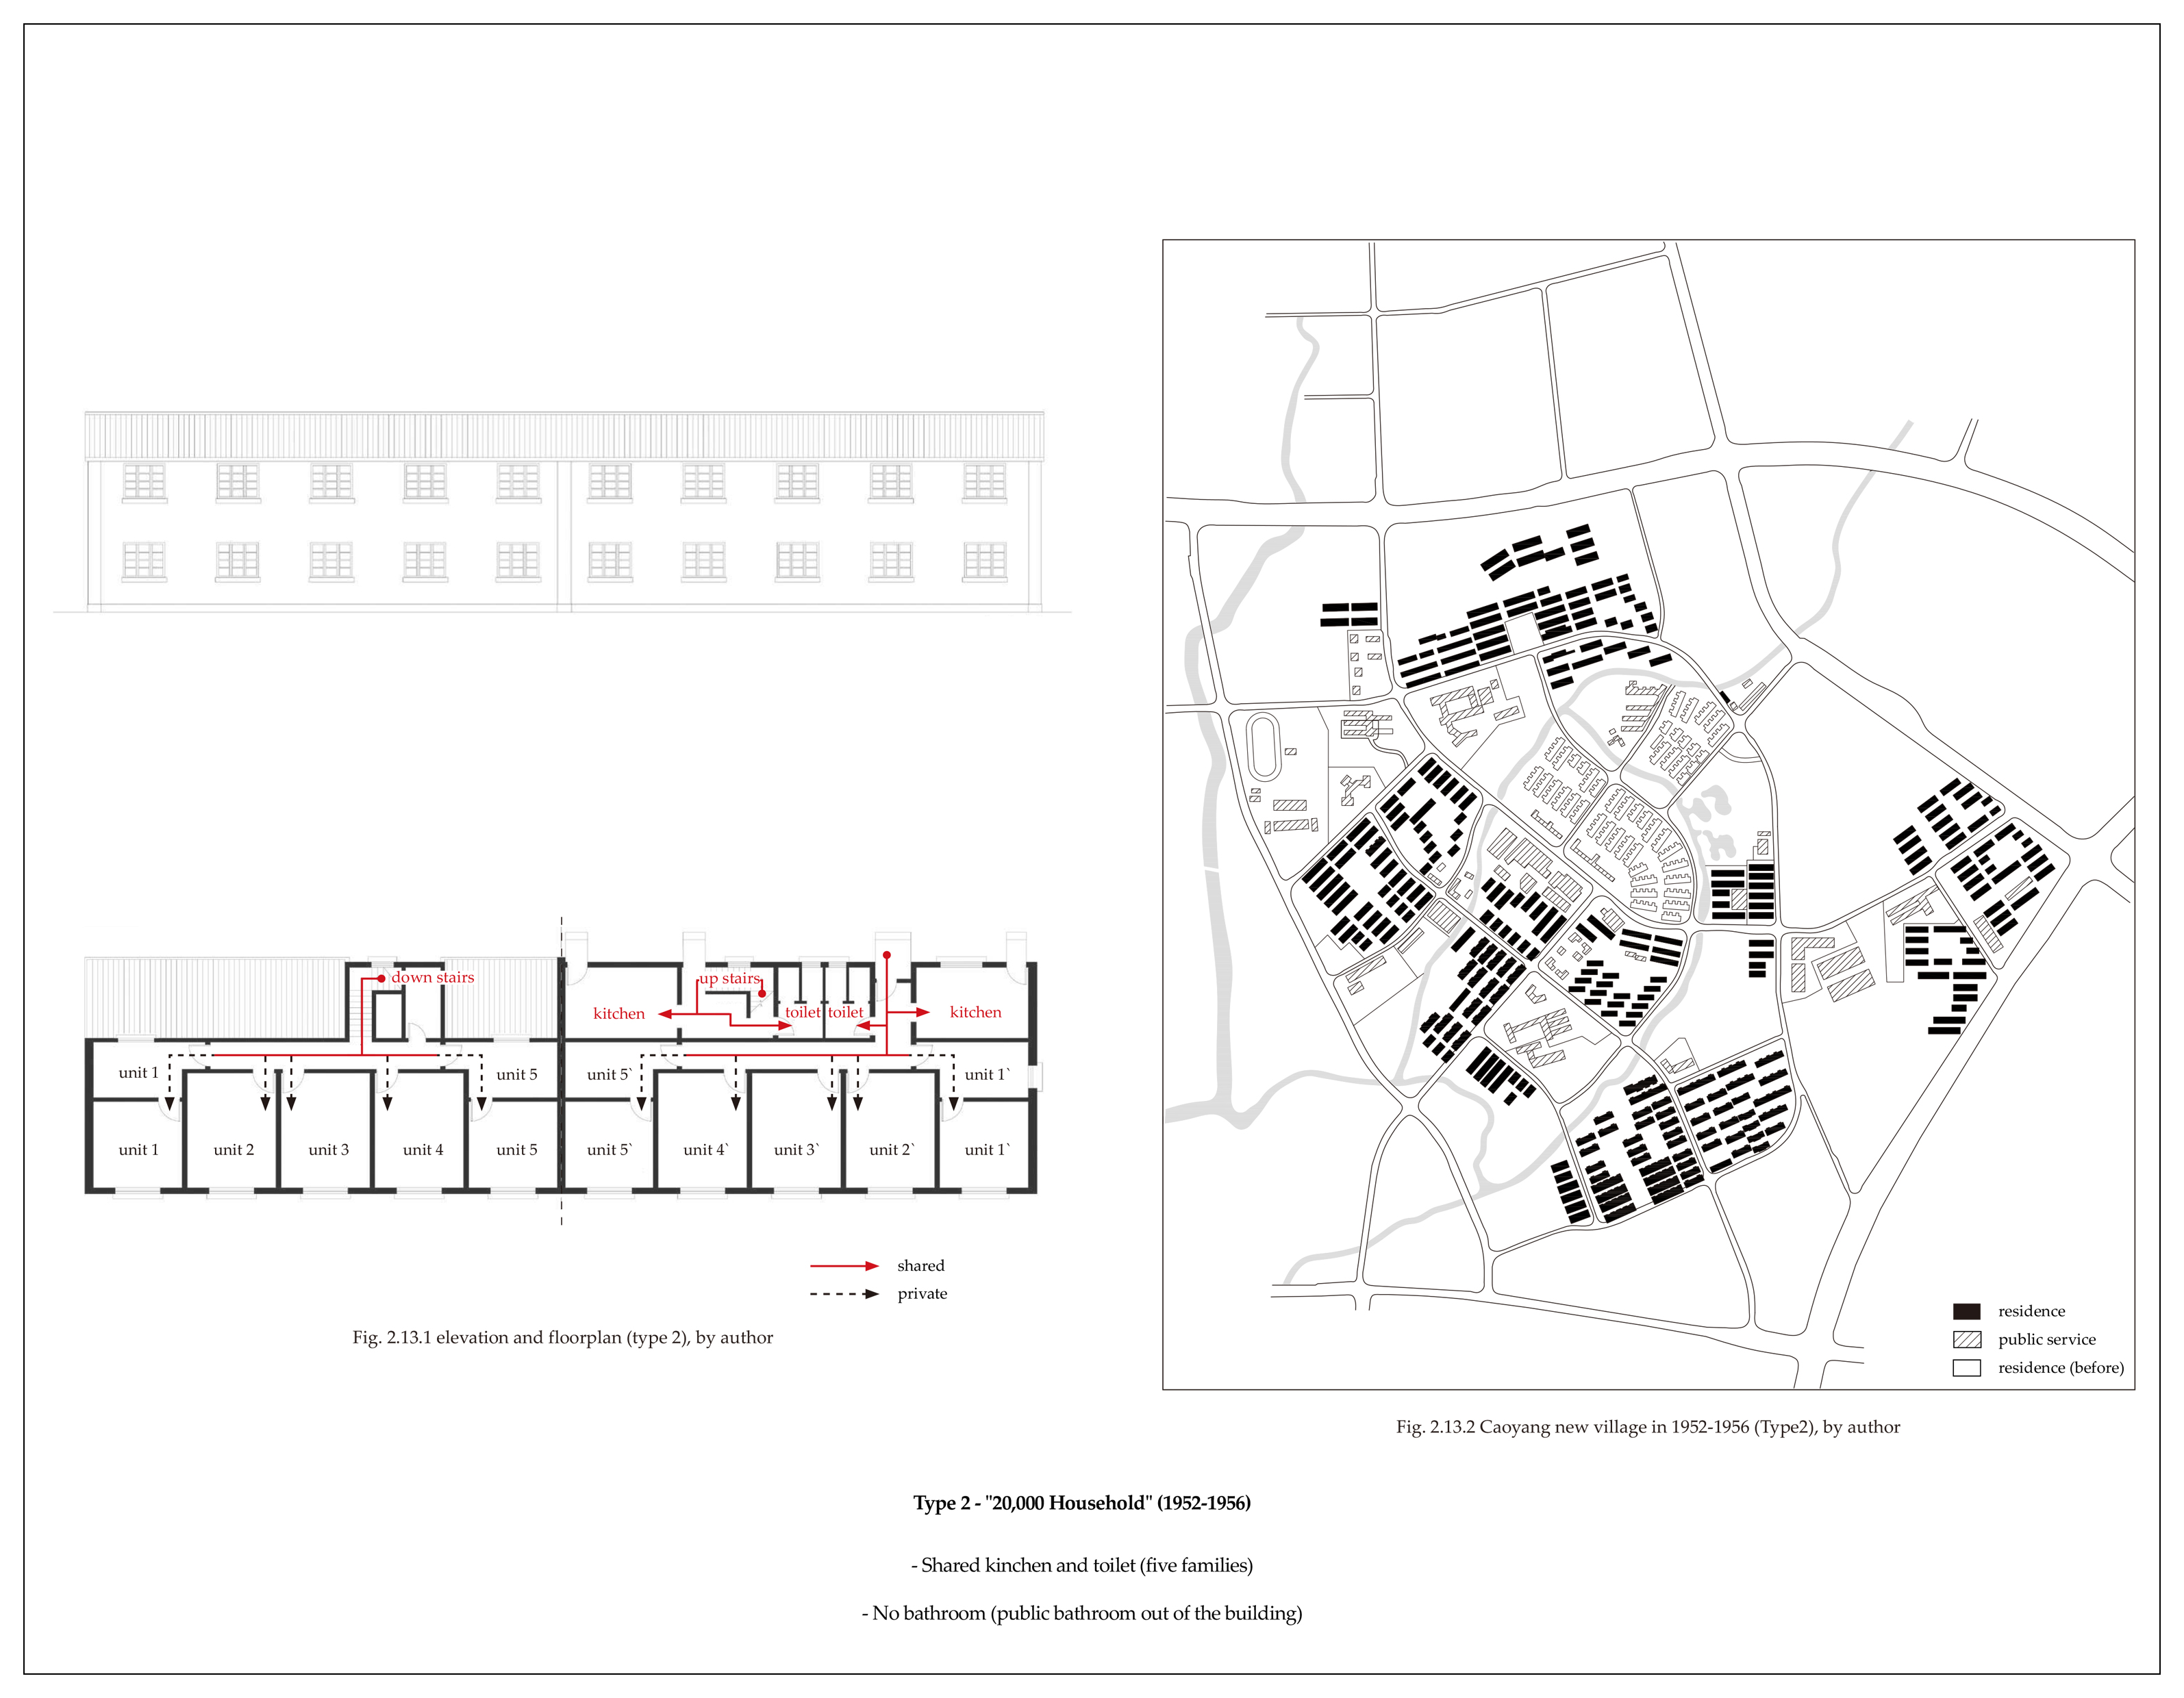 down stairs
up stairs
kitchen
toilet
toilet
kitchen
unit 1
unit 5
unit 5`
unit 1`
unit 1
unit 2
unit 3
unit 4
unit 5
unit 5`
unit 4`
unit 3`
unit 2`
unit 1`
shared
private
Fig. 2.13.1 elevation and floorplan (type 2), by author
residence
public service
residence (before)
Fig. 2.13.2 Caoyang new village in 1952-1956 (Type2), by author
Type 2 - "20,000 Household" (1952-1956)
- Shared kinchen and toilet (five families)
- No bathroom (public bathroom out of the building)